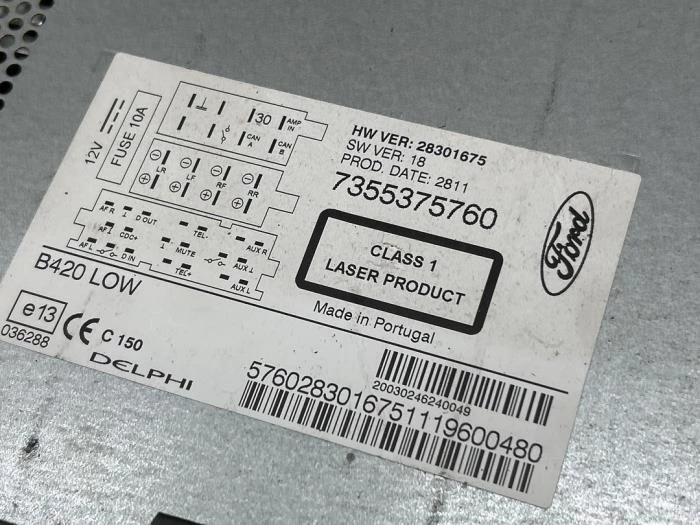 12V
FUSE 10A
30
AMP IN
CAN A
CAN B
LR LF RF RR
AF R D OUT TEL- AUX R
AF⊥ CDC+ MUTE AUX⊥
AF L D IN TEL+ AUX L
HW VER: 28301675
SW VER: 18
PROD. DATE: 2811
7355375760
CLASS 1
LASER PRODUCT
Ford
Made in Portugal
B420 LOW
e13
036288
CE C 150
DELPHI
20030246240049
57602830167511119600480